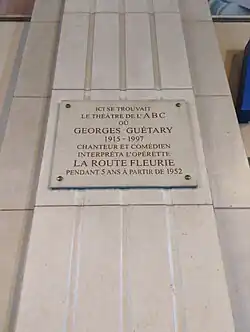 ICI SE TROUVAIT
LE THÉÂTRE DE L'ABC
OÙ
GEORGES GUÉTARY
1915 - 1997
CHANTEUR ET COMÉDIEN
INTERPRÉTA L'OPÉRETTE
LA ROUTE FLEURIE
PENDANT 5 ANS À PARTIR DE 1952